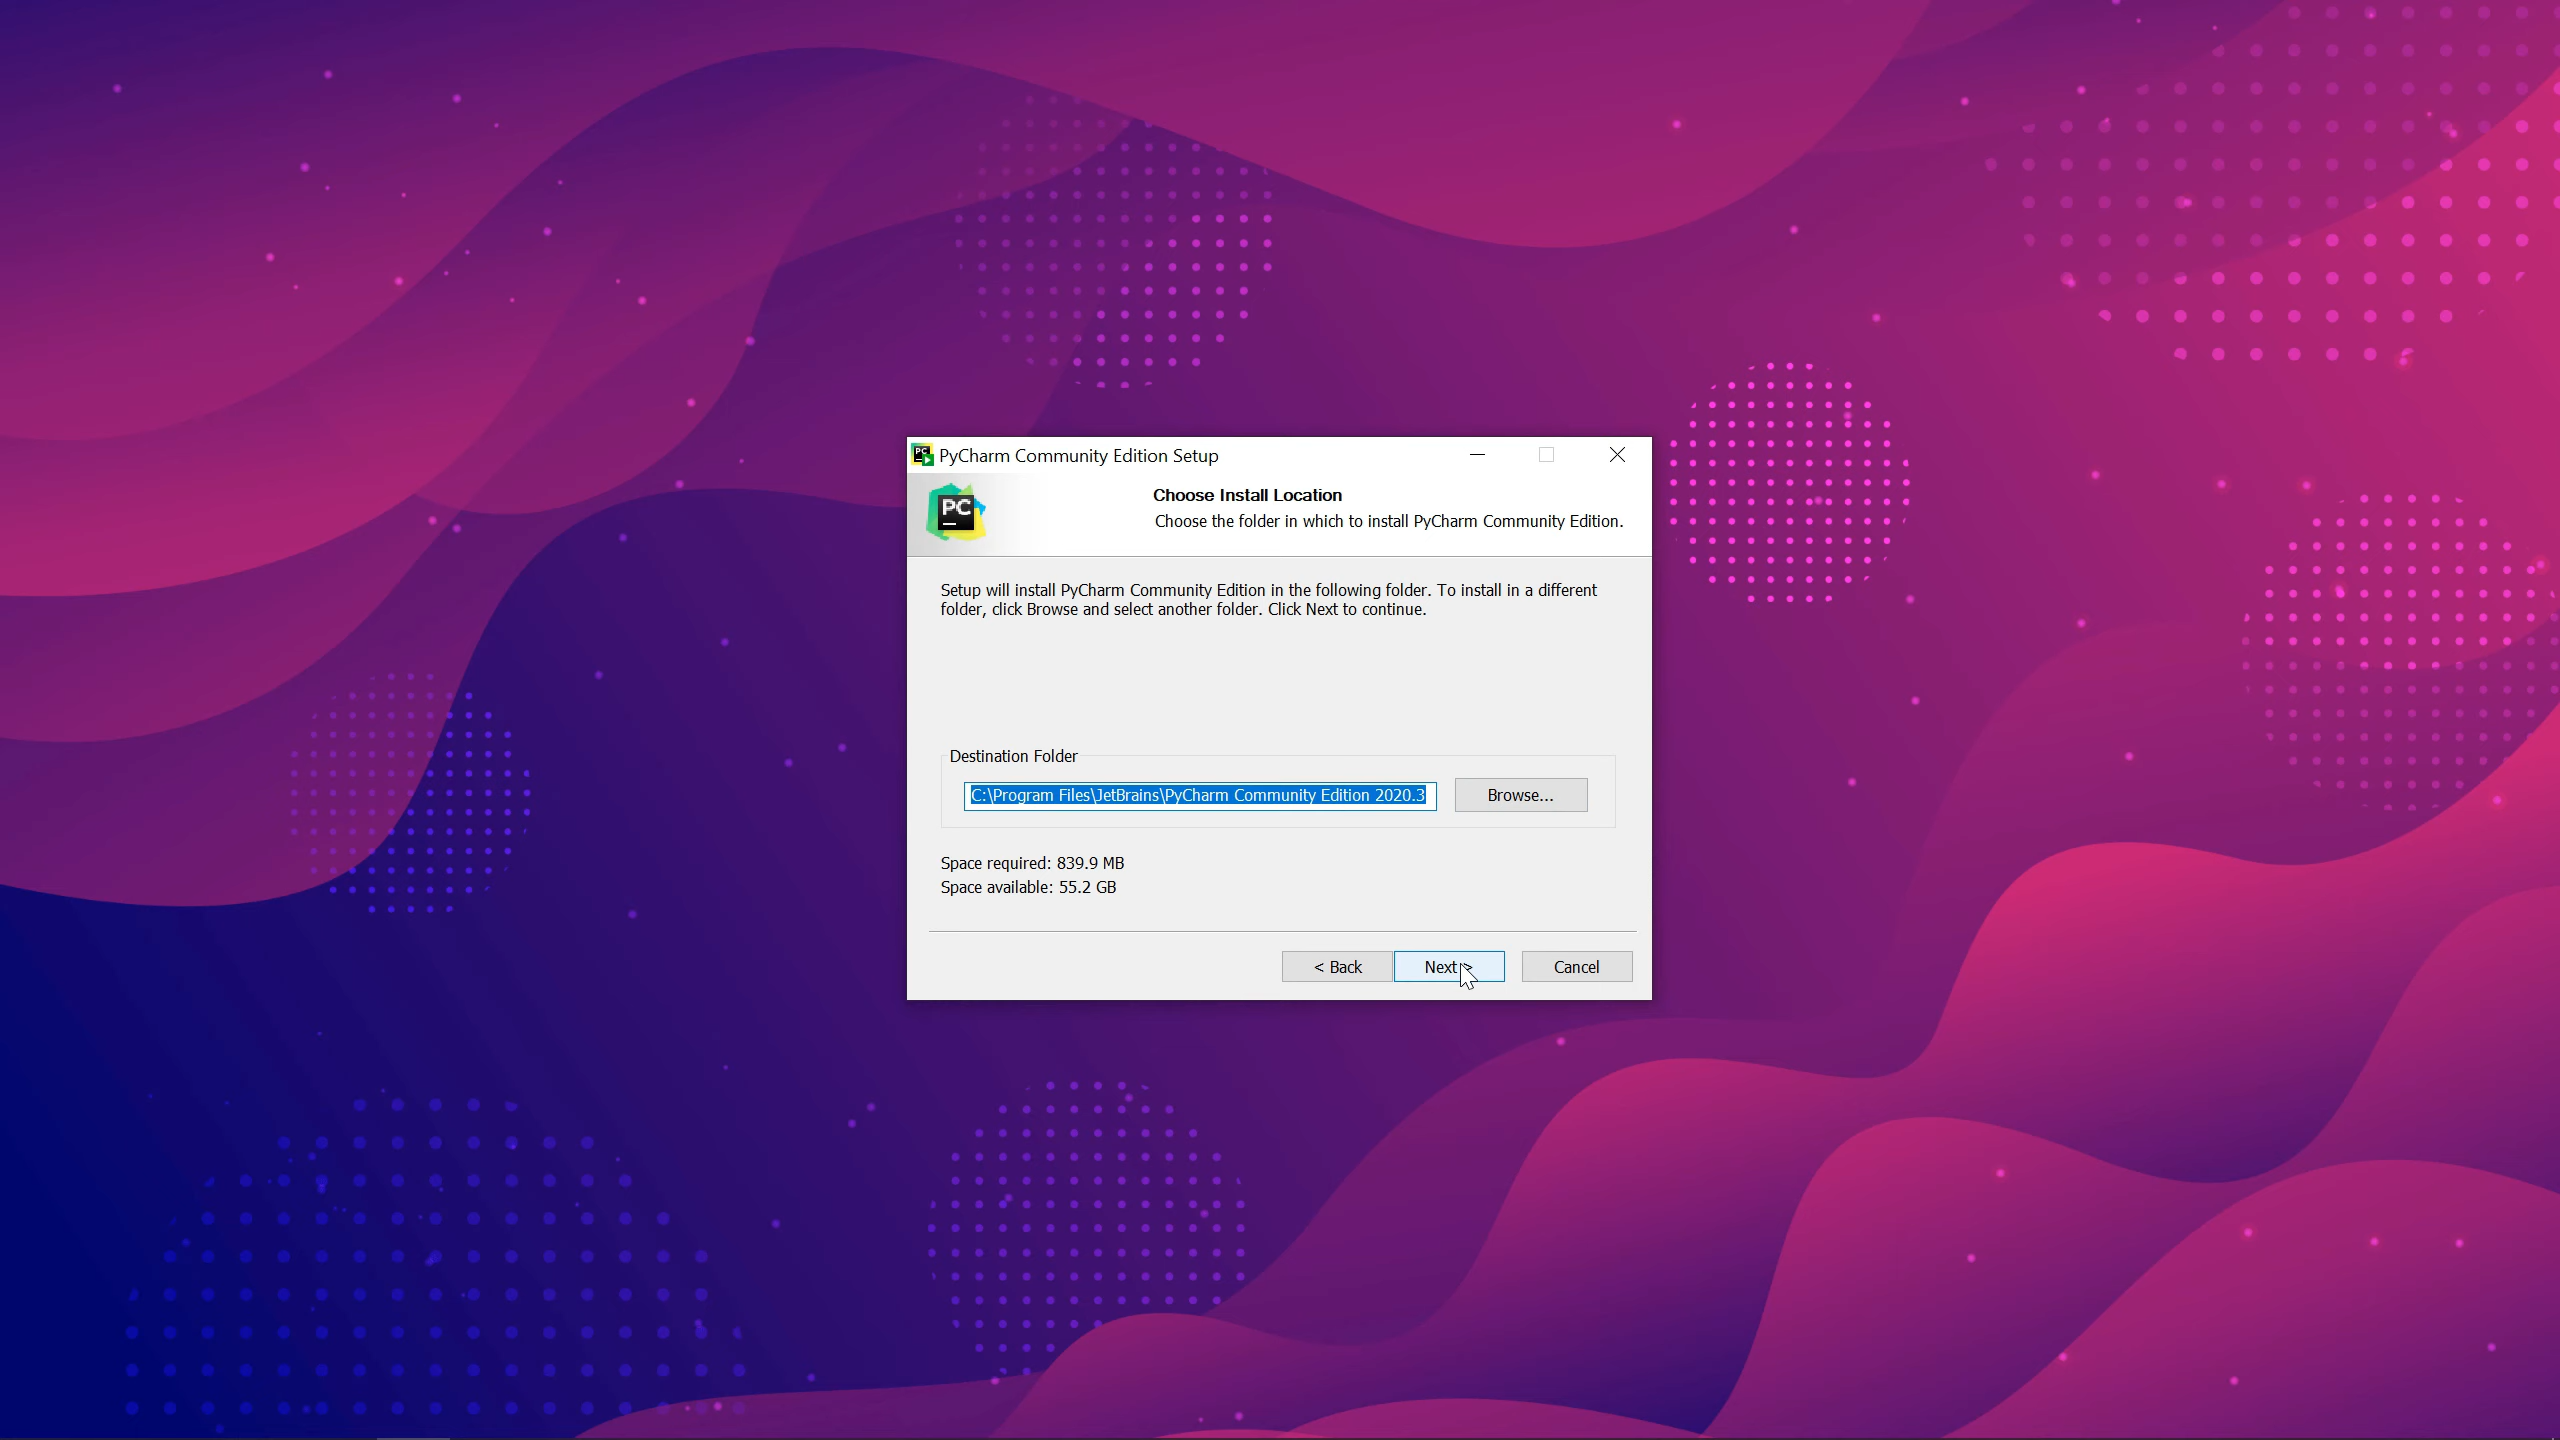 PyCharm Community Edition Setup
PC
Choose Install Location
Choose the folder in which to install PyCharm Community Edition.
Setup will install PyCharm Community Edition in the following folder. To install in a different
folder, click Browse and select another folder. Click Next to continue.
Destination Folder
C:\Program Files\JetBrains\PyCharm Community Edition 2020.3
Browse...
Space required: 839.9 MB
Space available: 55.2 GB
< Back
Next >
Cancel